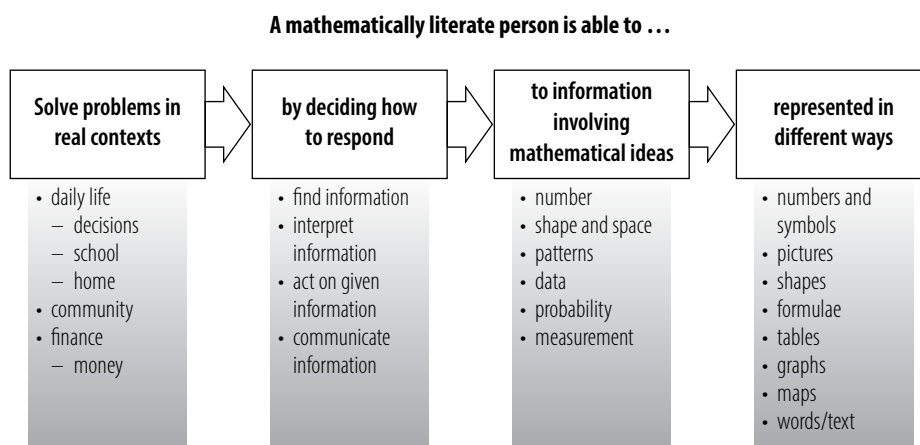 A mathematically literate person is able to …
Solve problems in
real contexts
by deciding how
to respond
to information
involving
mathematical ideas
represented in
different ways
• daily life
– decisions
– school
– home
• community
• finance
– money
• find information
• interpret
information
• act on given
information
• communicate
information
• number
• shape and space
• patterns
• data
• probability
• measurement
• numbers and
symbols
• pictures
• shapes
• formulae
• tables
• graphs
• maps
• words/text